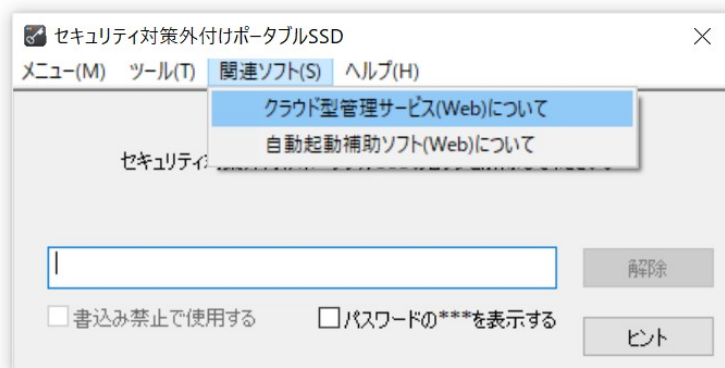 セキュリティ対策外付けポータブルSSD
メニュー(M) ツール(T) 関連ソフト(S) ヘルプ(H)
クラウド型管理サービス(Web)について
自動起動補助ソフト(Web)について
セキュリティ
解除
書込み禁止で使用する
パスワードの***を表示する
ヒント